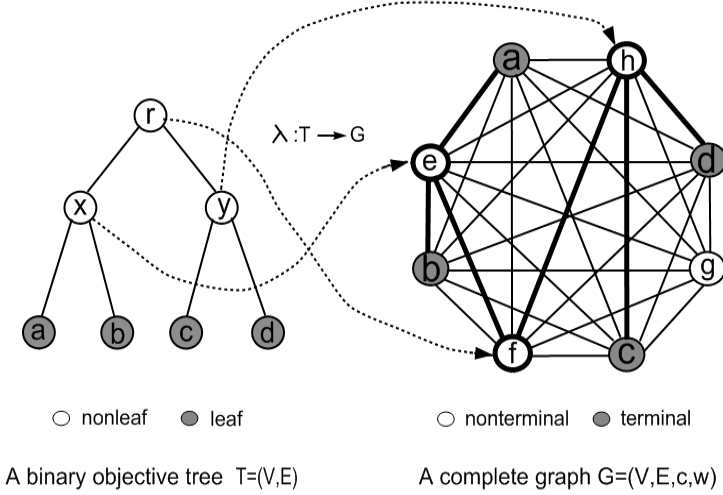 a
h
r
λ :T → G
e
d
x
y
b
g
a
b
c
d
f
c
nonleaf
leaf
nonterminal
terminal
A binary objective tree T=(V,E)
A complete graph G=(V,E,c,w)